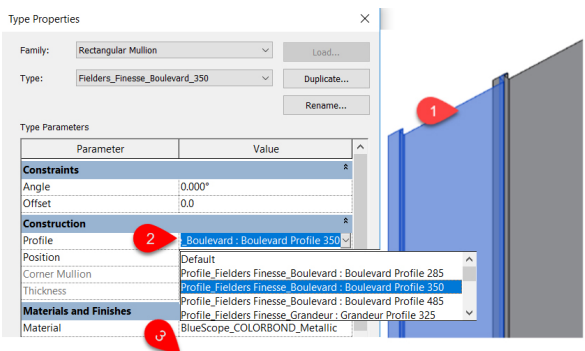 Type Properties
Family: Rectangular Mullion Load...
Type: Fielders_Finesse_Boulevard_350 Duplicate...
Rename...
Type Parameters
Parameter Value
Constraints
Angle 0.000°
Offset 0.0
Construction
Profile 2 _Boulevard : Boulevard Profile 350
Position Default
Corner Mullion Profile_Fielders Finesse_Boulevard : Boulevard Profile 285
Profile_Fielders Finesse_Boulevard : Boulevard Profile 350
Thickness Profile_Fielders Finesse_Boulevard : Boulevard Profile 485
Materials and Finishes Profile_Fielders Finesse_Grandeur : Grandeur Profile 325
Material BlueScope_COLORBOND_Metallic
3
1